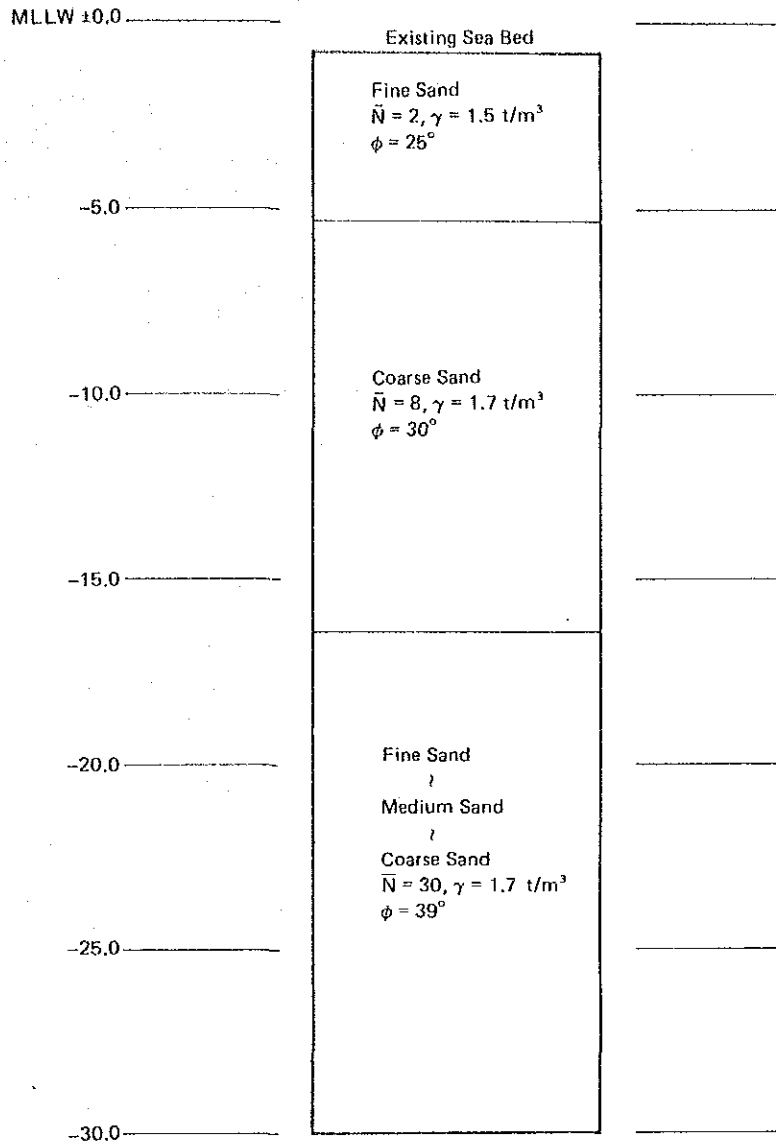 MLLW ±0.0
Existing Sea Bed
Fine Sand
N̄ = 2, γ = 1.5 t/m³
φ = 25°
-5.0
Coarse Sand
N̄ = 8, γ = 1.7 t/m³
φ = 30°
-10.0
-15.0
-20.0
Fine Sand
≀
Medium Sand
≀
Coarse Sand
N̄ = 30, γ = 1.7 t/m³
φ = 39°
-25.0
-30.0